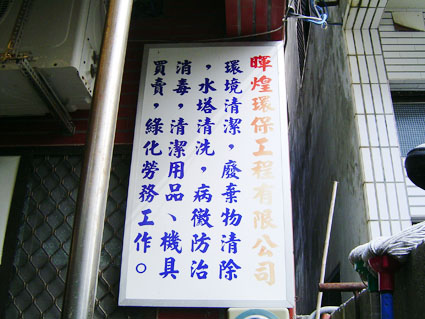 暉煌環保工程有限公司
環境清潔，廢棄物清除
，水塔清洗，病黴防治
消毒，清潔用品、機具
買賣，綠化勞務工作。